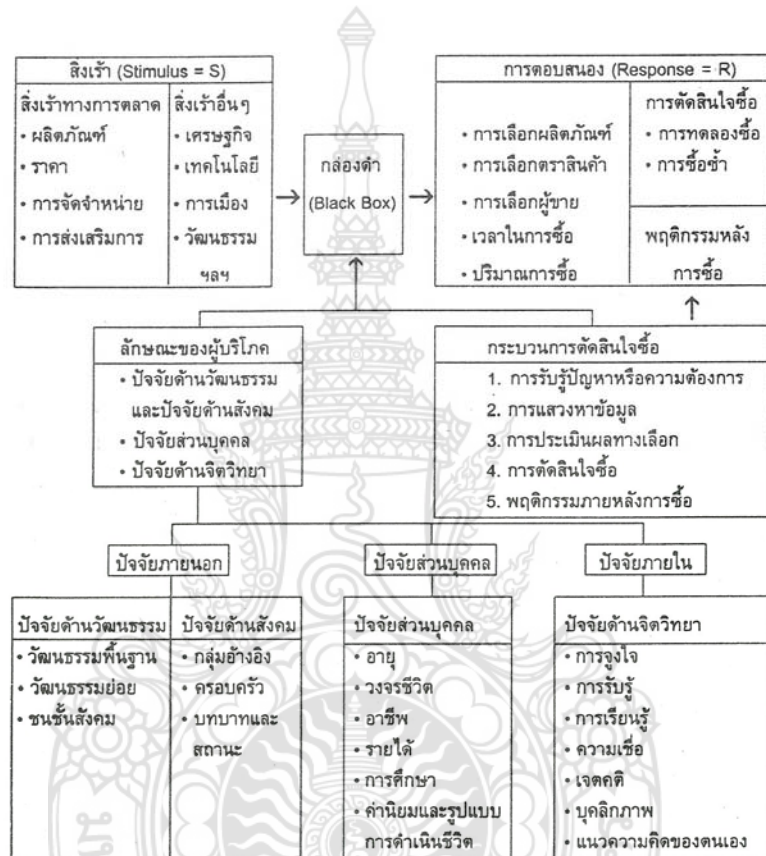 สิ่งเร้า (Stimulus = S)
สิ่งเร้าทางการตลาด
• ผลิตภัณฑ์
• ราคา
• การจัดจำหน่าย
• การส่งเสริมการ
สิ่งเร้าอื่นๆ
• เศรษฐกิจ
• เทคโนโลยี
• การเมือง
• วัฒนธรรม
ฯลฯ
กล่องดำ
(Black Box)
การตอบสนอง (Response = R)
• การเลือกผลิตภัณฑ์
• การเลือกตราสินค้า
• การเลือกผู้ขาย
• เวลาในการซื้อ
• ปริมาณการซื้อ
การตัดสินใจซื้อ
• การทดลองซื้อ
• การซื้อซ้ำ
พฤติกรรมหลัง
การซื้อ
ลักษณะของผู้บริโภค
• ปัจจัยด้านวัฒนธรรม
และปัจจัยด้านสังคม
• ปัจจัยส่วนบุคคล
• ปัจจัยด้านจิตวิทยา
กระบวนการตัดสินใจซื้อ
1. การรับรู้ปัญหาหรือความต้องการ
2. การแสวงหาข้อมูล
3. การประเมินผลทางเลือก
4. การตัดสินใจซื้อ
5. พฤติกรรมภายหลังการซื้อ
ปัจจัยภายนอก
ปัจจัยส่วนบุคคล
ปัจจัยภายใน
ปัจจัยด้านวัฒนธรรม
• วัฒนธรรมพื้นฐาน
• วัฒนธรรมย่อย
• ชนชั้นสังคม
ปัจจัยด้านสังคม
• กลุ่มอ้างอิง
• ครอบครัว
• บทบาทและ
สถานะ
ปัจจัยส่วนบุคคล
• อายุ
• วงจรชีวิต
• อาชีพ
• รายได้
• การศึกษา
• ค่านิยมและรูปแบบ
การดำเนินชีวิต
ปัจจัยด้านจิตวิทยา
• การจูงใจ
• การรับรู้
• การเรียนรู้
• ความเชื่อ
• เจตคติ
• บุคลิกภาพ
• แนวความคิดของตนเอง